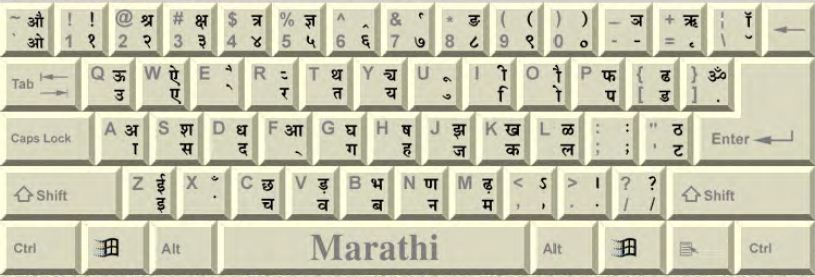 ~ औ ! ! @ श्र # क्ष $ त्र % ज्ञ ^ ^ & * ङ ( ( ) ) _ ञ + ऋ ¦ ॉ
` ओ 1 १ 2 २ 3 ३ 4 ४ 5 ५ 6 ६ 7 ७ 8 ८ 9 ९ 0 ० - - = ृ \
Tab Q ऊ W ऐ E ै R T थ Y U ू I ी O ौ P फ { ढ } ॐ
उ ए े र त य ु ि ो प [ ड ] .
Caps Lock A अ S श D ध F आ G घ H ष J झ K ख L ळ : : " ठ Enter
ा स द ् ग ह ज क ल ; ; ' ट
Shift Z ई X ँ C छ V ड़ B भ N ण M ढ़ < ऽ > । ? ? Shift
इ ं च व ब न म , , . . / /
Ctrl Alt Marathi Alt Ctrl